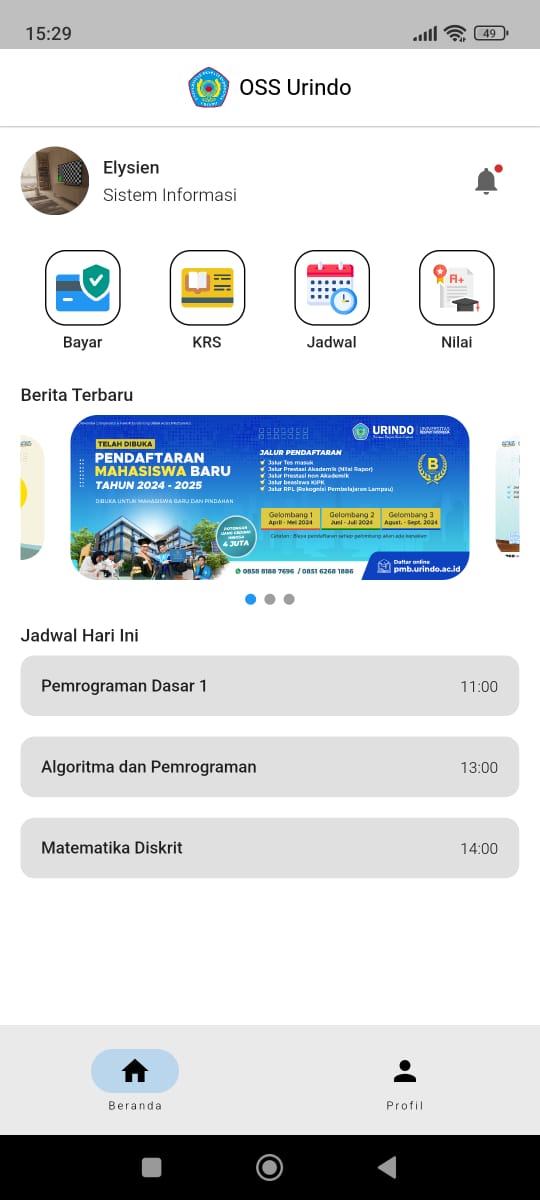 15:29
49
OSS Urindo
Elysien
Sistem Informasi
A+
Bayar
KRS
Jadwal
Nilai
Berita Terbaru
TELAH DIBUKA
PENDAFTARAN
MAHASISWA BARU
TAHUN 2024 - 2025
DIBUKA UNTUK MAHASISWA BARU DAN PINDAHAN
URINDO
UNIVERSITAS
RESPATI INDONESIA
JALUR PENDAFTARAN
Jalur Tes masuk
Jalur Prestasi Akademik (Nilai Rapor)
Jalur Prestasi non Akademik
Jalur beasiswa KIPK
Jalur RPL (Rekognisi Pembelajaran Lampau)
B
Gelombang 1
April - Mei 2024
Gelombang 2
Juni - Juli 2024
Gelombang 3
Agust. - Sept. 2024
Catatan : Biaya pendaftaran setiap gelombang akan ada kenaikan
POTONGAN
UANG GEDUNG
HINGGA
4 JUTA
0858 8188 7696 / 0851 6268 1886
Daftar online
pmb.urindo.ac.id
Jadwal Hari Ini
Pemrograman Dasar 1
11:00
Algoritma dan Pemrograman
13:00
Matematika Diskrit
14:00
Beranda
Profil